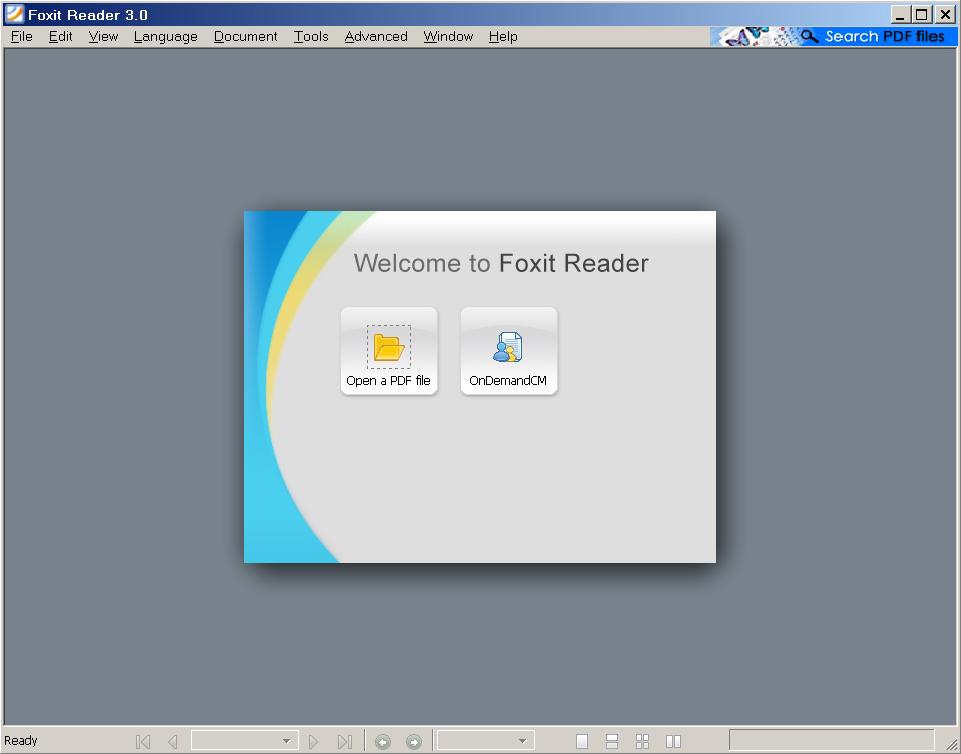 Foxit Reader 3.0
File Edit View Language Document Tools Advanced Window Help Search PDF files
Welcome to Foxit Reader
Open a PDF file OnDemandCM
Ready